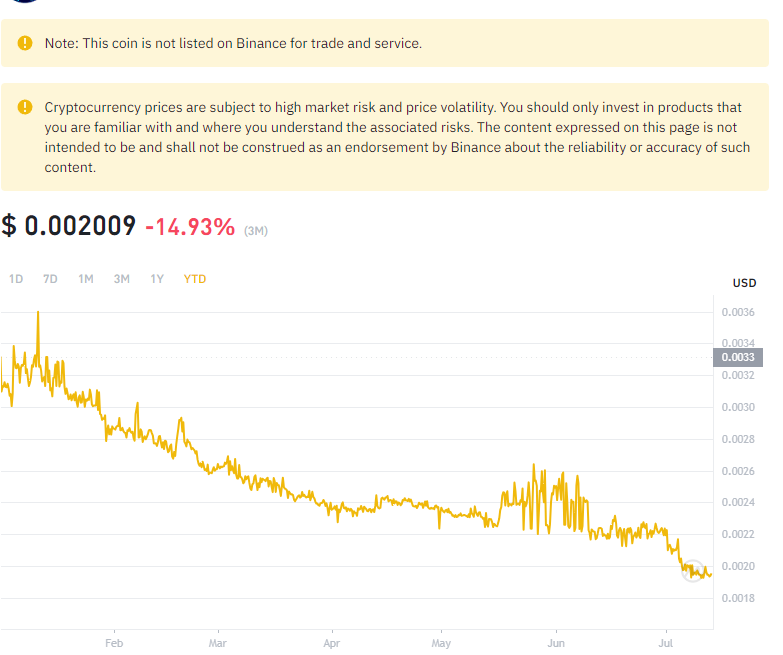 Note: This coin is not listed on Binance for trade and service.
Cryptocurrency prices are subject to high market risk and price volatility. You should only invest in products that
you are familiar with and where you understand the associated risks. The content expressed on this page is not
intended to be and shall not be construed as an endorsement by Binance about the reliability or accuracy of such
content.
$ 0.002009 -14.93% (3M)
1D 7D 1M 3M 1Y YTD
USD
0.0036
0.0034
0.0033
0.0032
0.0030
0.0028
0.0026
0.0024
0.0022
0.0020
0.0018
Feb Mar Apr May Jun Jul